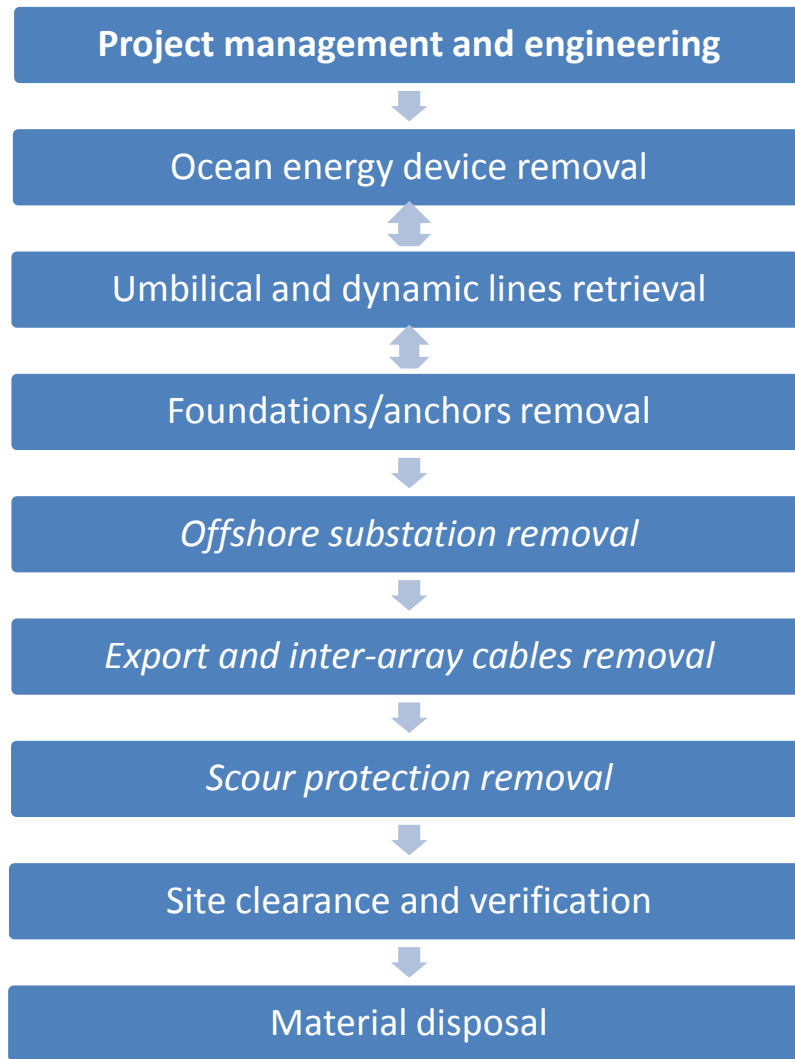 Project management and engineering
Ocean energy device removal
Umbilical and dynamic lines retrieval
Foundations/anchors removal
Offshore substation removal
Export and inter-array cables removal
Scour protection removal
Site clearance and verification
Material disposal